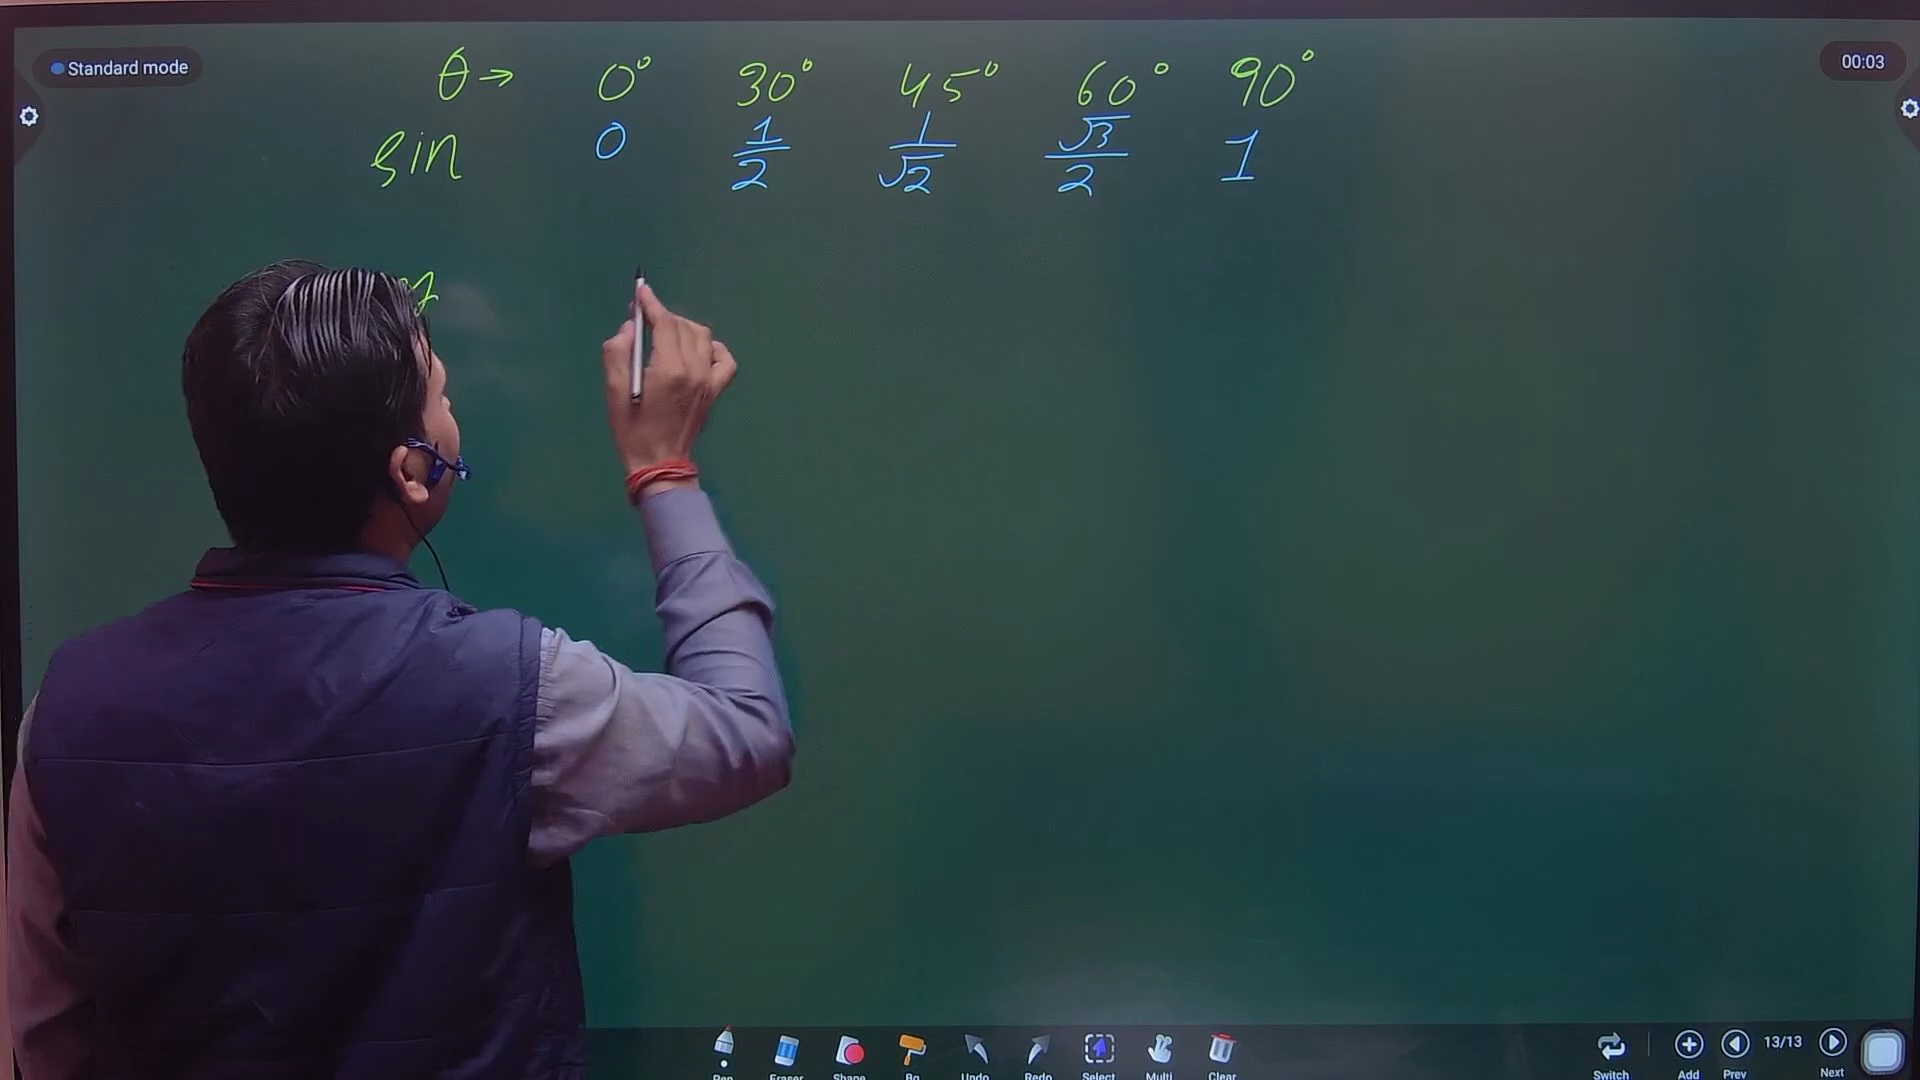 Standard mode
00:03
θ→ 0° 30° 45° 60° 90°
sin 0 1/2 1/√2 √3/2 1
Pen Eraser Shape Bg Undo Redo Select Multi Clear Switch Add Prev 13/13 Next